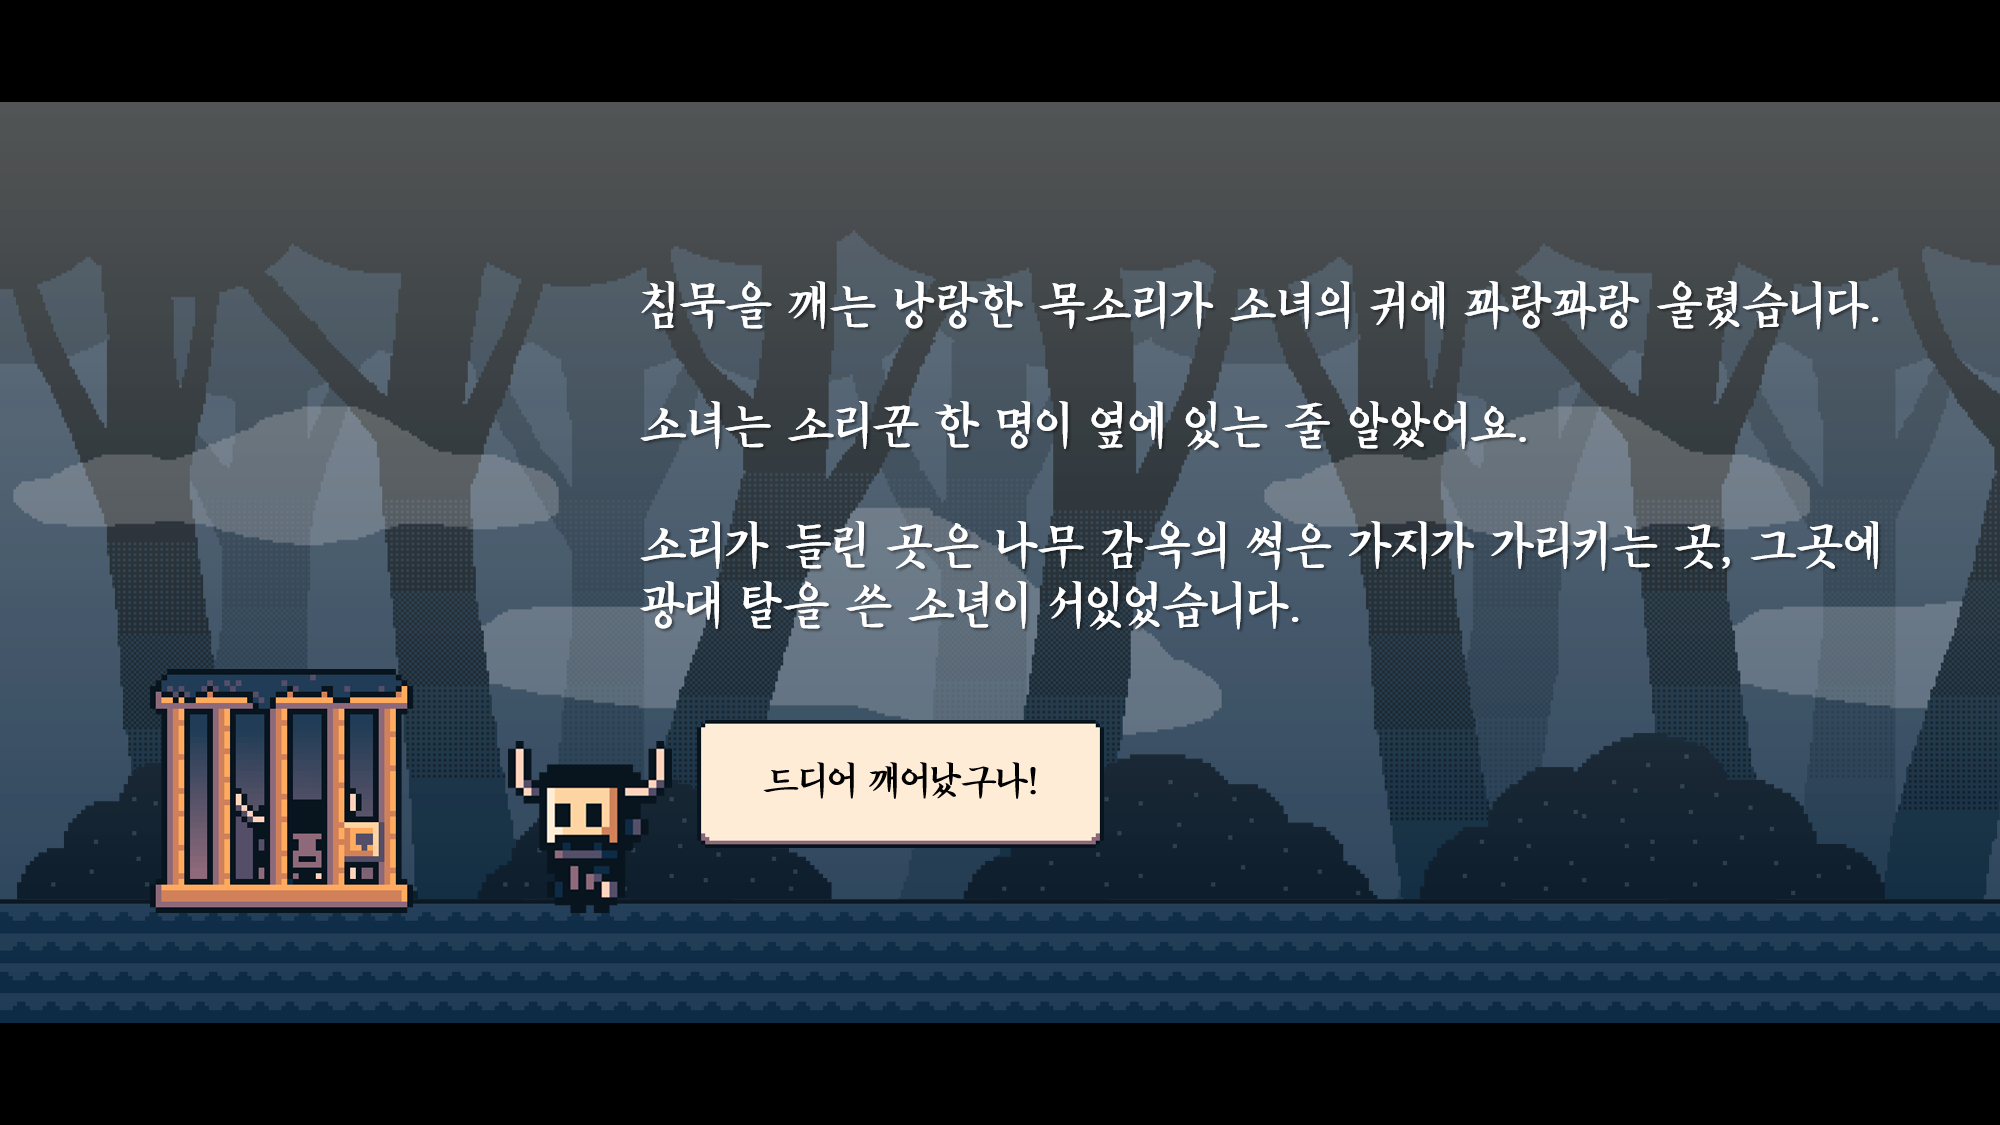 침묵을 깨는 낭랑한 목소리가 소녀의 귀에 꽈랑꽈랑 울렸습니다.
소녀는 소리꾼 한 명이 옆에 있는 줄 알았어요.
소리가 들린 곳은 나무 감옥의 썩은 가지가 가리키는 곳, 그곳에
광대 탈을 쓴 소년이 서있었습니다.
드디어 깨어났구나!